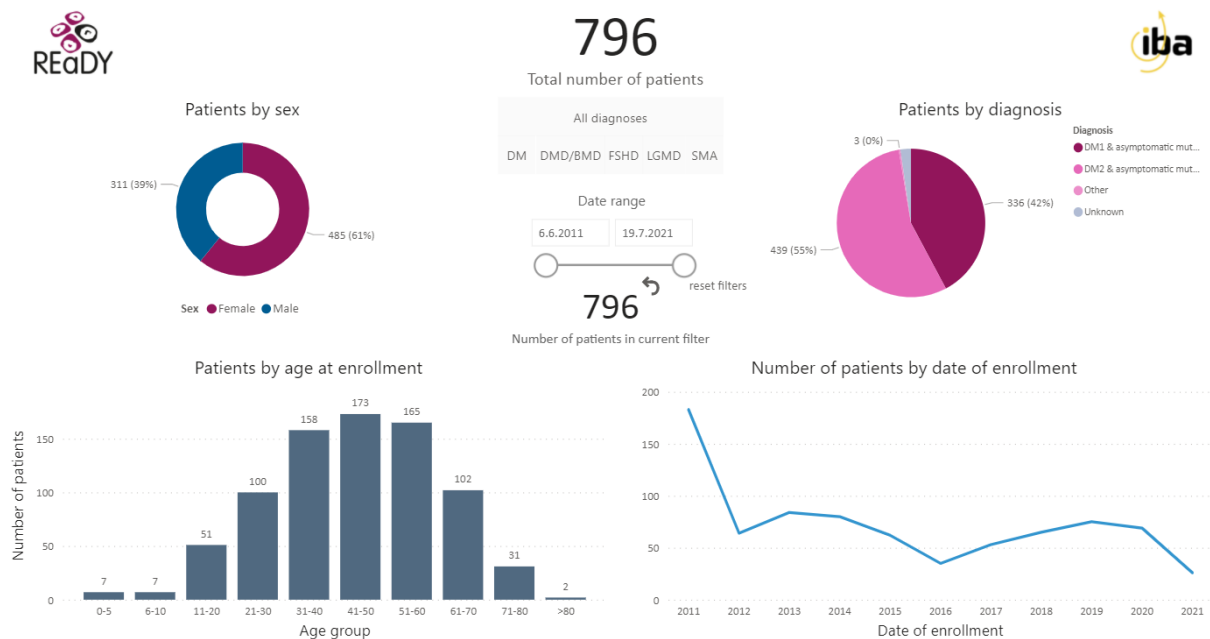 REaDY
796
Total number of patients
iba
Patients by sex
311 (39%)
485 (61%)
Sex Female Male
All diagnoses
DM DMD/BMD FSHD LGMD SMA
Date range
6.6.2011 19.7.2021
reset filters
796
Number of patients in current filter
Patients by diagnosis
3 (0%)
336 (42%)
439 (55%)
Diagnosis
DM1 & asymptomatic mut...
DM2 & asymptomatic mut...
Other
Unknown
Patients by age at enrollment
Number of patients
150
100
50
0
7
7
51
100
158
173
165
102
31
2
0-5 6-10 11-20 21-30 31-40 41-50 51-60 61-70 71-80 >80
Age group
Number of patients by date of enrollment
200
150
100
50
0
2011 2012 2013 2014 2015 2016 2017 2018 2019 2020 2021
Date of enrollment